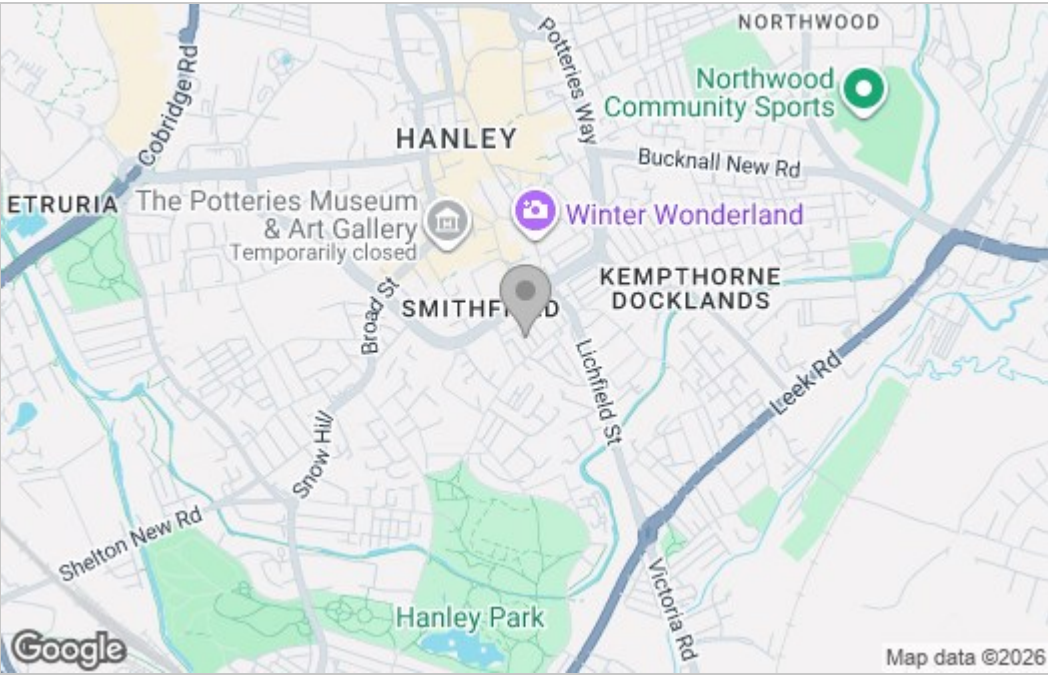 NORTHWOOD
Potteries Way
Cobridge Rd
Northwood
Community Sports
HANLEY
Bucknall New Rd
ETRURIA
The Potteries Museum
& Art Gallery
Temporarily closed
Winter Wonderland
KEMPTHORNE
DOCKLANDS
SMITHF D
Broad St
Lichfield St
Leek Rd
Snow Hill
Shelton New Rd
Victoria Rd
Hanley Park
Google
Map data ©2026